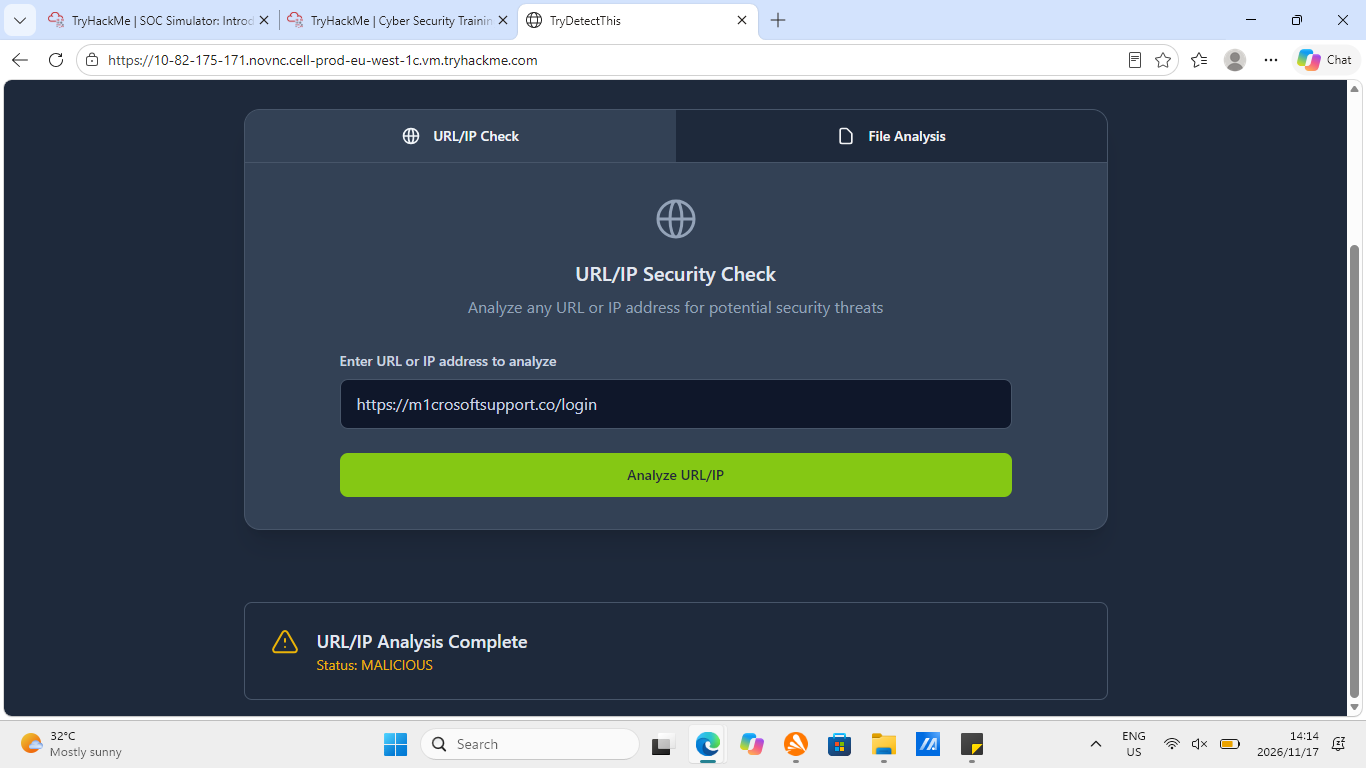 TryHackMe | SOC Simulator: Introd
TryHackMe | Cyber Security Trainin
TryDetectThis
https://10-82-175-171.novnc.cell-prod-eu-west-1c.vm.tryhackme.com
Chat
URL/IP Check
File Analysis
URL/IP Security Check
Analyze any URL or IP address for potential security threats
Enter URL or IP address to analyze
https://m1crosoftsupport.co/login
Analyze URL/IP
URL/IP Analysis Complete
Status: MALICIOUS
32°C
Mostly sunny
Search
ENG
US
14:14
2026/11/17